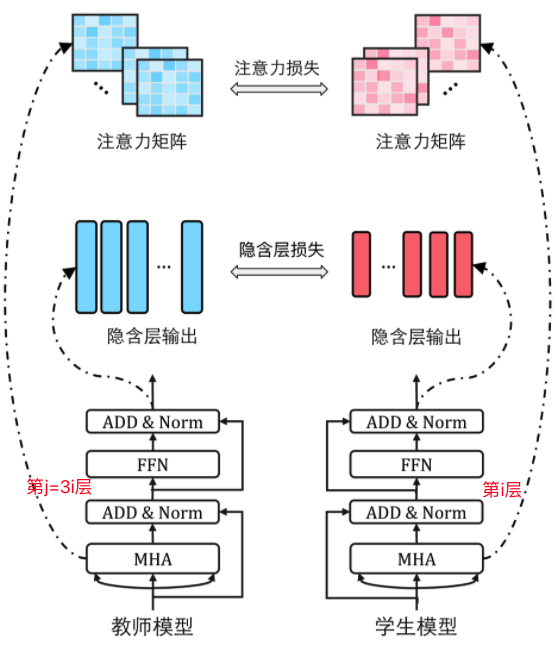 注意力损失
注意力矩阵
注意力矩阵
隐含层损失
隐含层输出
隐含层输出
ADD & Norm
ADD & Norm
FFN
FFN
第j=3i层
第i层
ADD & Norm
ADD & Norm
MHA
MHA
教师模型
学生模型